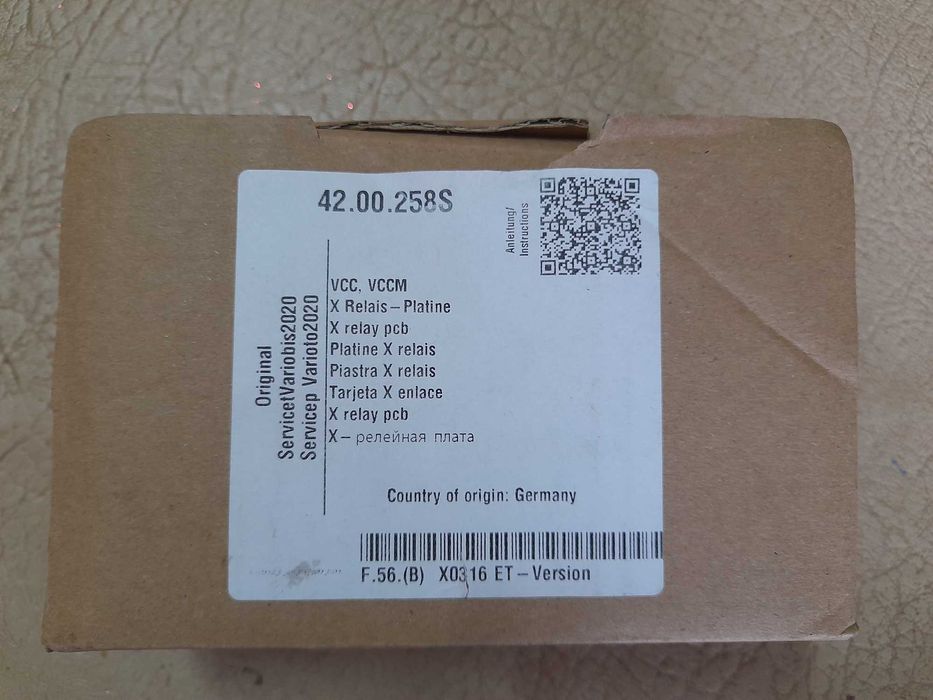 42.00.258S
Anleitung/
Instructions
Original
ServicetVariobis2020
Servicep Varioto2020
VCC, VCCM
X Relais – Platine
X relay pcb
Platine X relais
Piastra X relais
Tarjeta X enlace
X relay pcb
X – релейная плата
Country of origin: Germany
F.56.(B) X0316 ET – Version